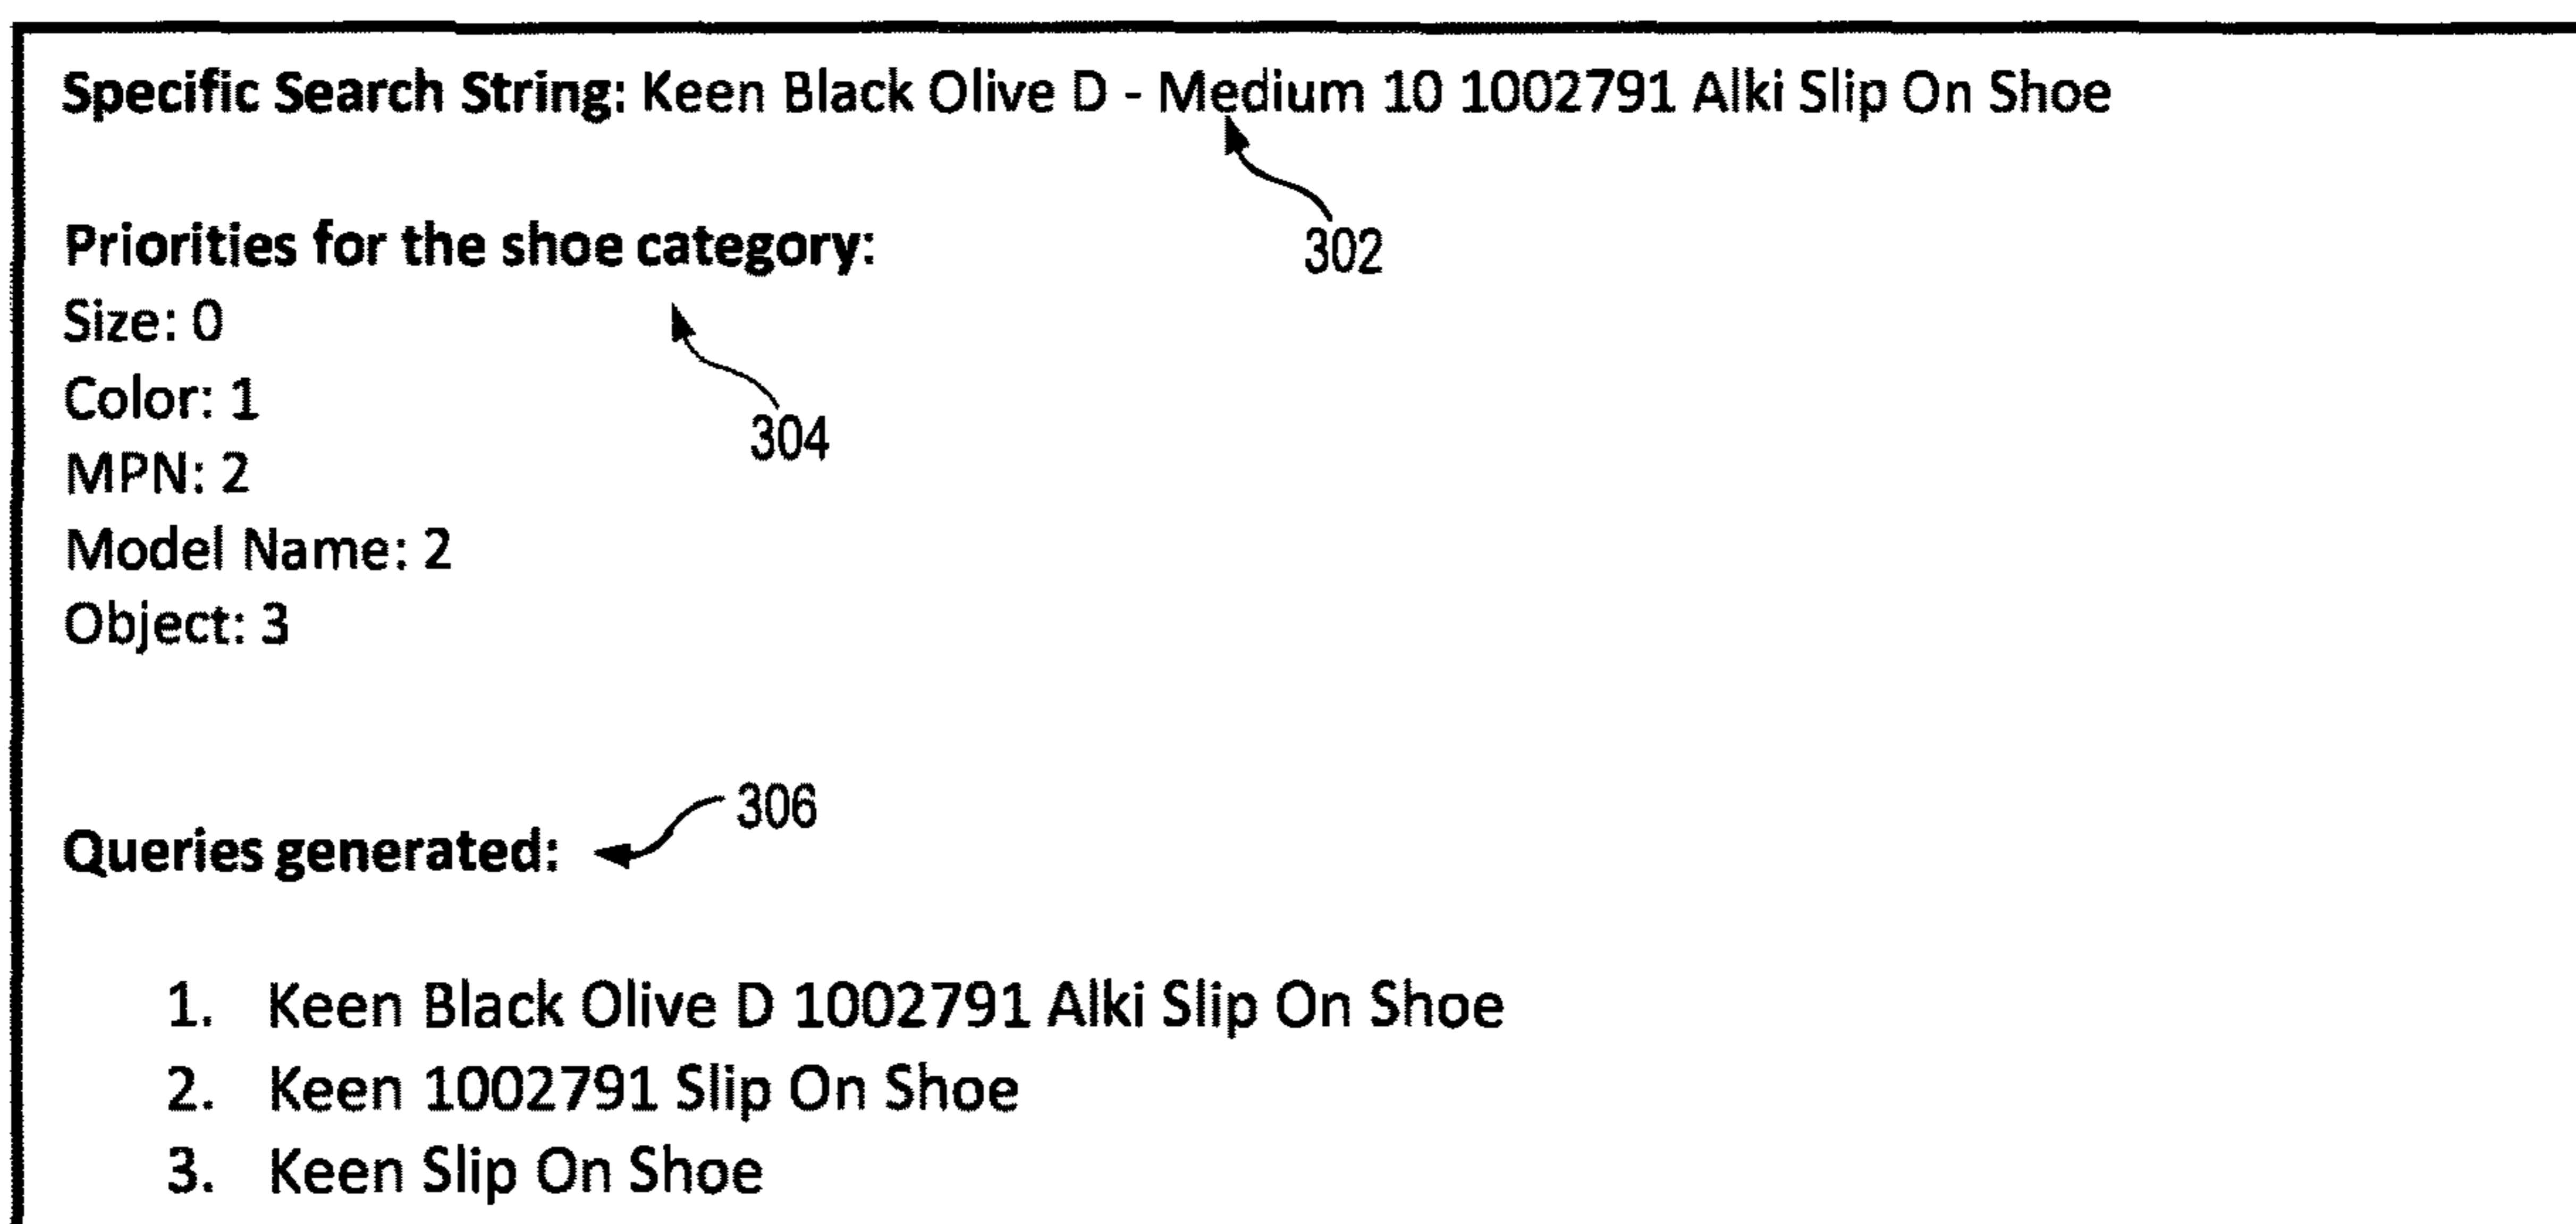 Specific Search String: Keen Black Olive D - Medium 10 1002791 Alki Slip On Shoe
302
Priorities for the shoe category:
Size: 0
304
Color: 1
MPN: 2
Model Name: 2
Object: 3
306
Queries generated:
1. Keen Black Olive D 1002791 Alki Slip On Shoe
2. Keen 1002791 Slip On Shoe
3. Keen Slip On Shoe